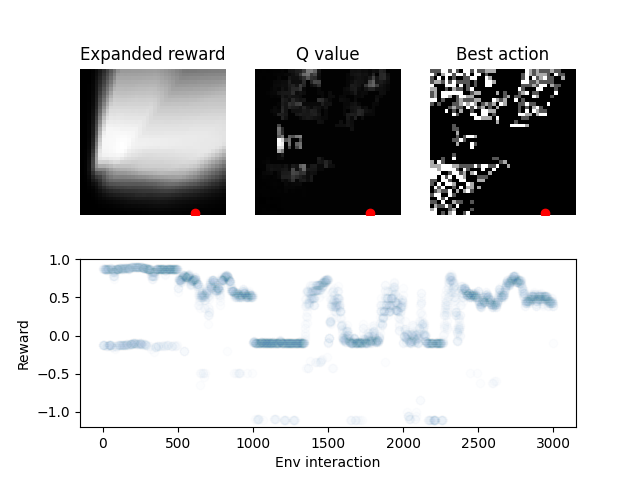 Expanded reward
Q value
Best action
1.0
0.5
0.0
−0.5
−1.0
Reward
0
500
1000
1500
2000
2500
3000
Env interaction